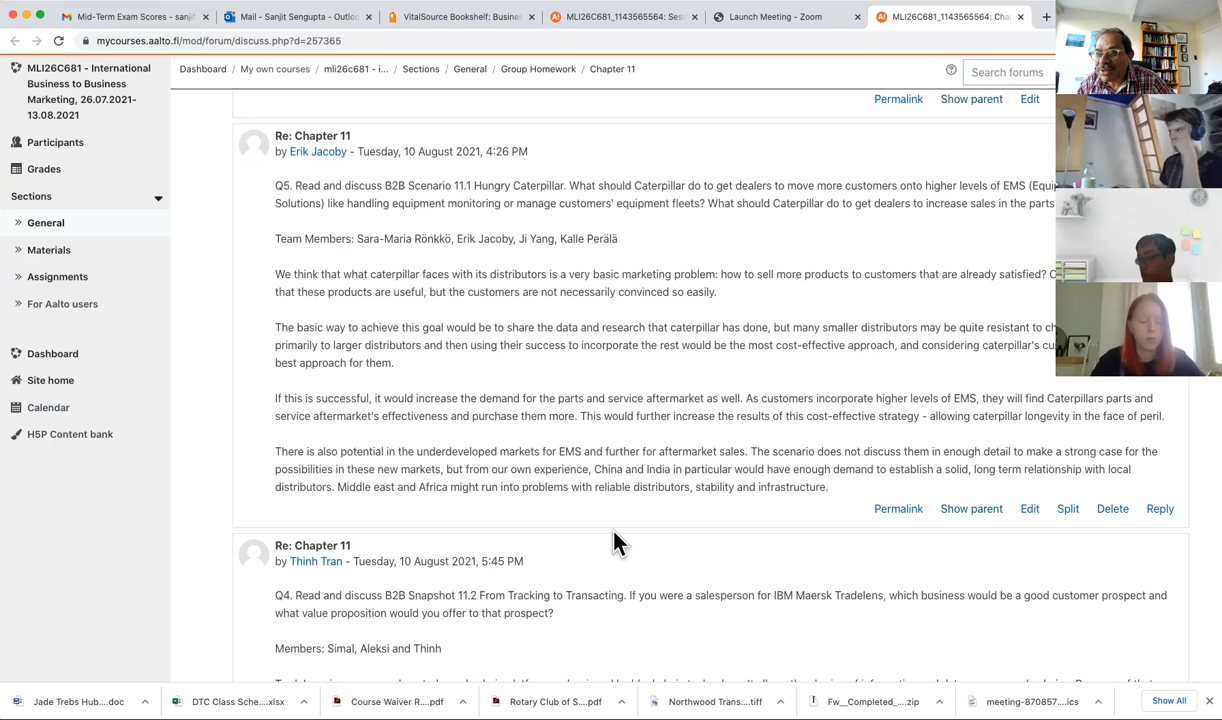 Mid-Term Exam Scores - sanjit
Mail - Sanjit Sengupta - Outloo
VitalSource Bookshelf: Busines
MLI26C681_1143565564: Ses
Launch Meeting - Zoom
MLI26C681_1143565564: Cha
mycourses.aalto.fi/mod/forum/discuss.php?d=257365
MLI26C681 - International
Business to Business
Marketing, 26.07.2021-
13.08.2021
Participants
Grades
Sections
General
Materials
Assignments
For Aalto users
Dashboard
Site home
Calendar
H5P Content bank
Dashboard / My own courses / mli26c681 - i... / Sections / General / Group Homework / Chapter 11
Search forums
Permalink Show parent Edit
Re: Chapter 11
by Erik Jacoby - Tuesday, 10 August 2021, 4:26 PM
Q5. Read and discuss B2B Scenario 11.1 Hungry Caterpillar. What should Caterpillar do to get dealers to move more customers onto higher levels of EMS (Equi
Solutions) like handling equipment monitoring or manage customers' equipment fleets? What should Caterpillar do to get dealers to increase sales in the parts
Team Members: Sara-Maria Rönkkö, Erik Jacoby, Ji Yang, Kalle Perälä
We think that what caterpillar faces with its distributors is a very basic marketing problem: how to sell more products to customers that are already satisfied? C
that these products are useful, but the customers are not necessarily convinced so easily.
The basic way to achieve this goal would be to share the data and research that caterpillar has done, but many smaller distributors may be quite resistant to ch
primarily to larger distributors and then using their success to incorporate the rest would be the most cost-effective approach, and considering caterpillar's cu
best approach for them.
If this is successful, it would increase the demand for the parts and service aftermarket as well. As customers incorporate higher levels of EMS, they will find Caterpillars parts and
service aftermarket's effectiveness and purchase them more. This would further increase the results of this cost-effective strategy - allowing caterpillar longevity in the face of peril.
There is also potential in the underdeveloped markets for EMS and further for aftermarket sales. The scenario does not discuss them in enough detail to make a strong case for the
possibilities in these new markets, but from our own experience, China and India in particular would have enough demand to establish a solid, long term relationship with local
distributors. Middle east and Africa might run into problems with reliable distributors, stability and infrastructure.
Permalink Show parent Edit Split Delete Reply
Re: Chapter 11
by Thinh Tran - Tuesday, 10 August 2021, 5:45 PM
Q4. Read and discuss B2B Snapshot 11.2 From Tracking to Transacting. If you were a salesperson for IBM Maersk Tradelens, which business would be a good customer prospect and
what value proposition would you offer to that prospect?
Members: Simal, Aleksi and Thinh
Jade Trebs Hub....doc
DTC Class Sche....xlsx
Course Waiver R....pdf
Rotary Club of S....pdf
Northwood Trans....tiff
Fw__Completed_....zip
meeting-870857....ics
Show All